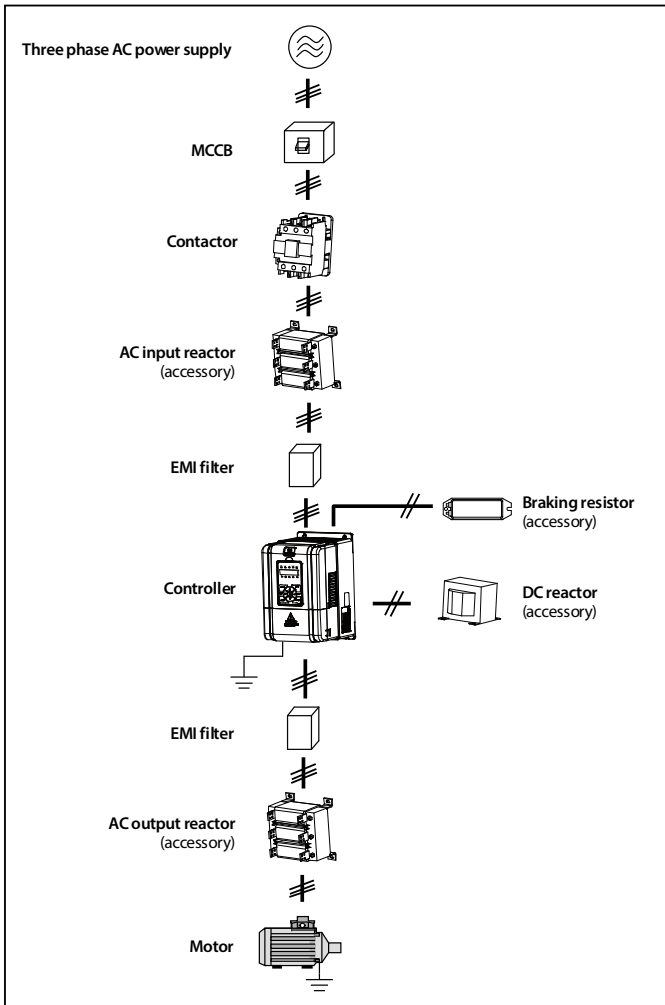 Three phase AC power supply
MCCB
Contactor
AC input reactor
(accessory)
EMI filter
Braking resistor
(accessory)
Controller
DC reactor
(accessory)
EMI filter
AC output reactor
(accessory)
Motor